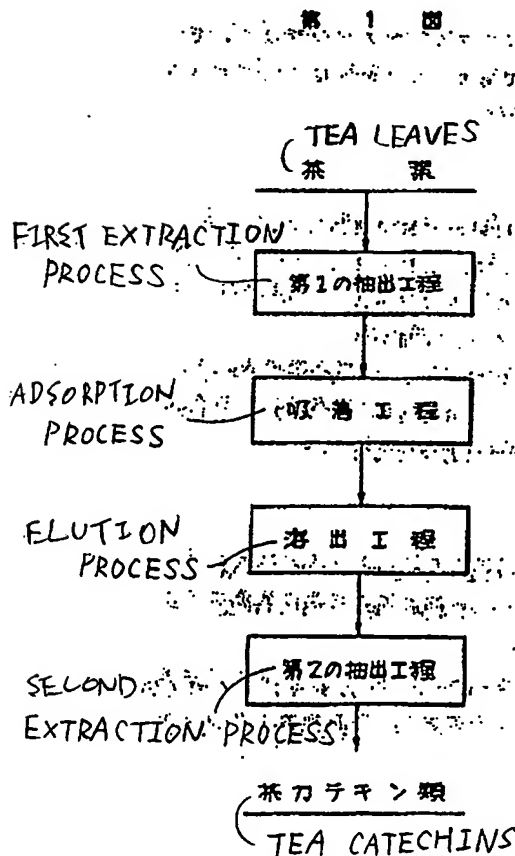 第 1 図
TEA LEAVES
茶 葉
FIRST EXTRACTION
PROCESS
第1の抽出工程
ADSORPTION
PROCESS
吸 着 工 程
ELUTION
PROCESS
溶 出 工 程
SELOND
EXTRACTION PROCESS
第2の抽出工程
茶カテキン類
TEA CATECHINS